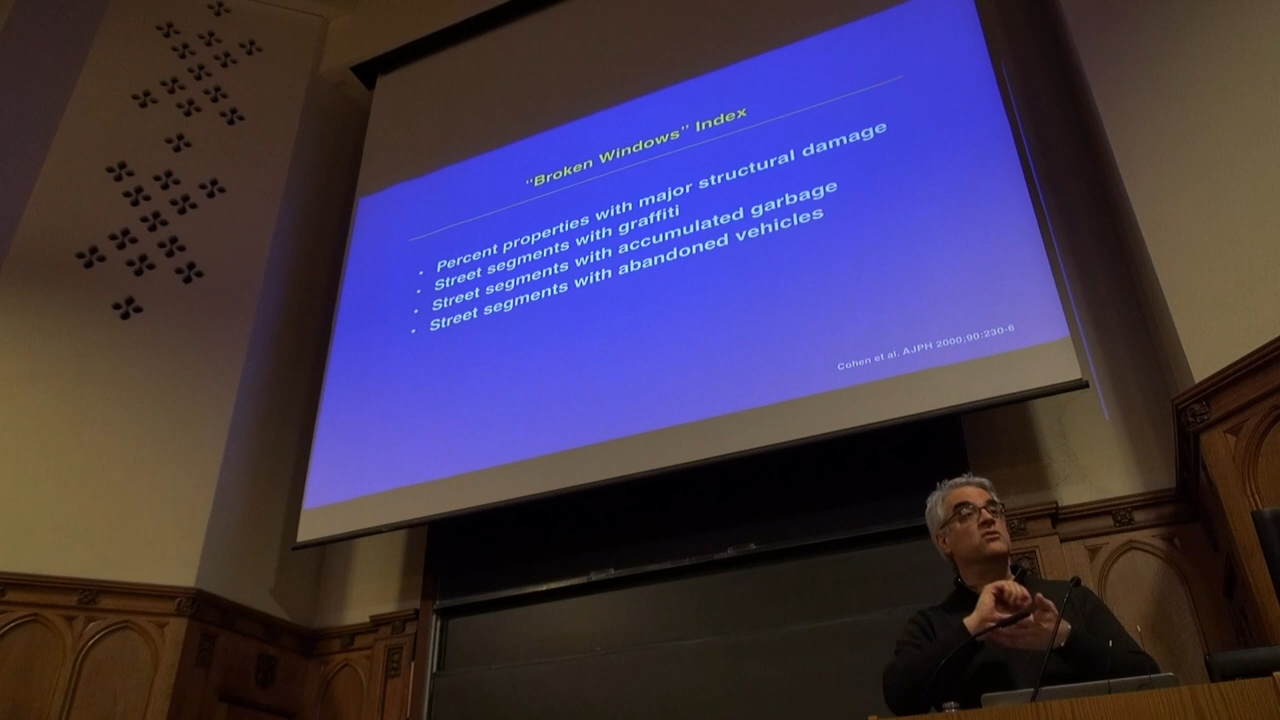 "Broken Windows" Index
• Percent properties with major structural damage
• Street segments with graffiti
• Street segments with accumulated garbage
• Street segments with abandoned vehicles
Cohen et al. AJPH 2000;90:230-6